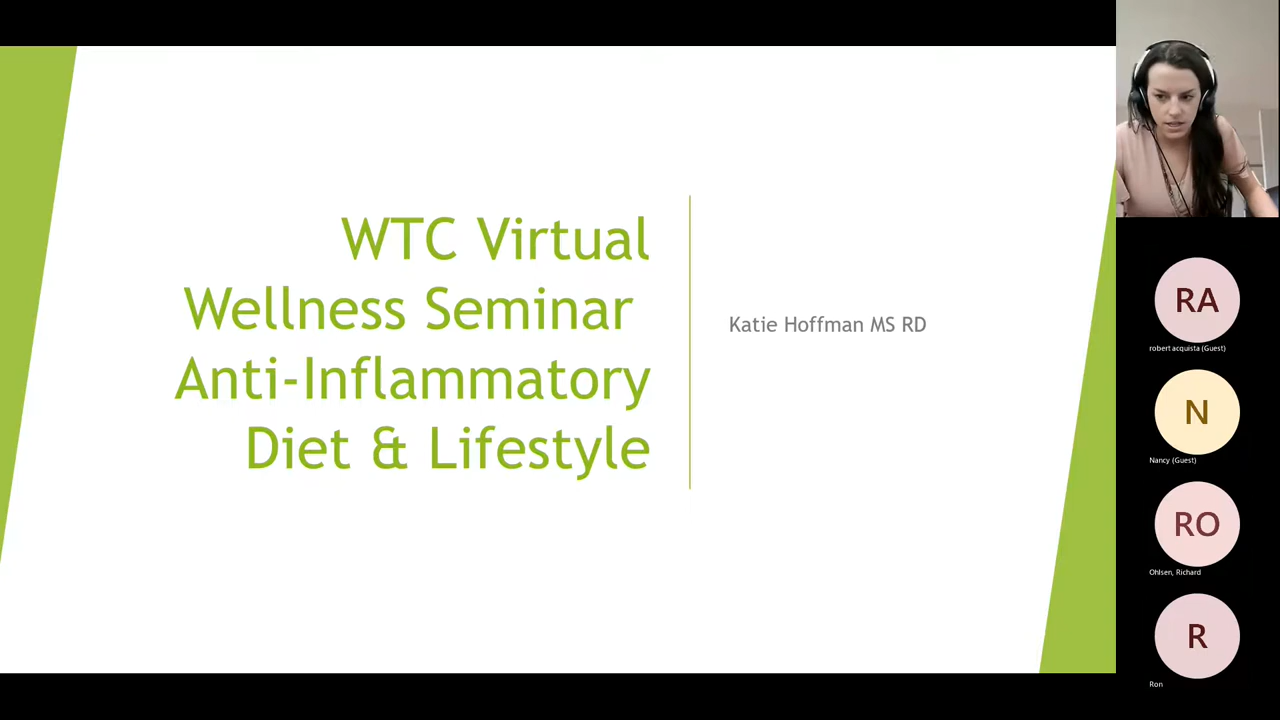 WTC Virtual
Wellness Seminar
Anti-Inflammatory
Diet & Lifestyle
Katie Hoffman MS RD
RA
robert acquista (Guest)
N
Nancy (Guest)
RO
Ohlsen, Richard
R
Ron